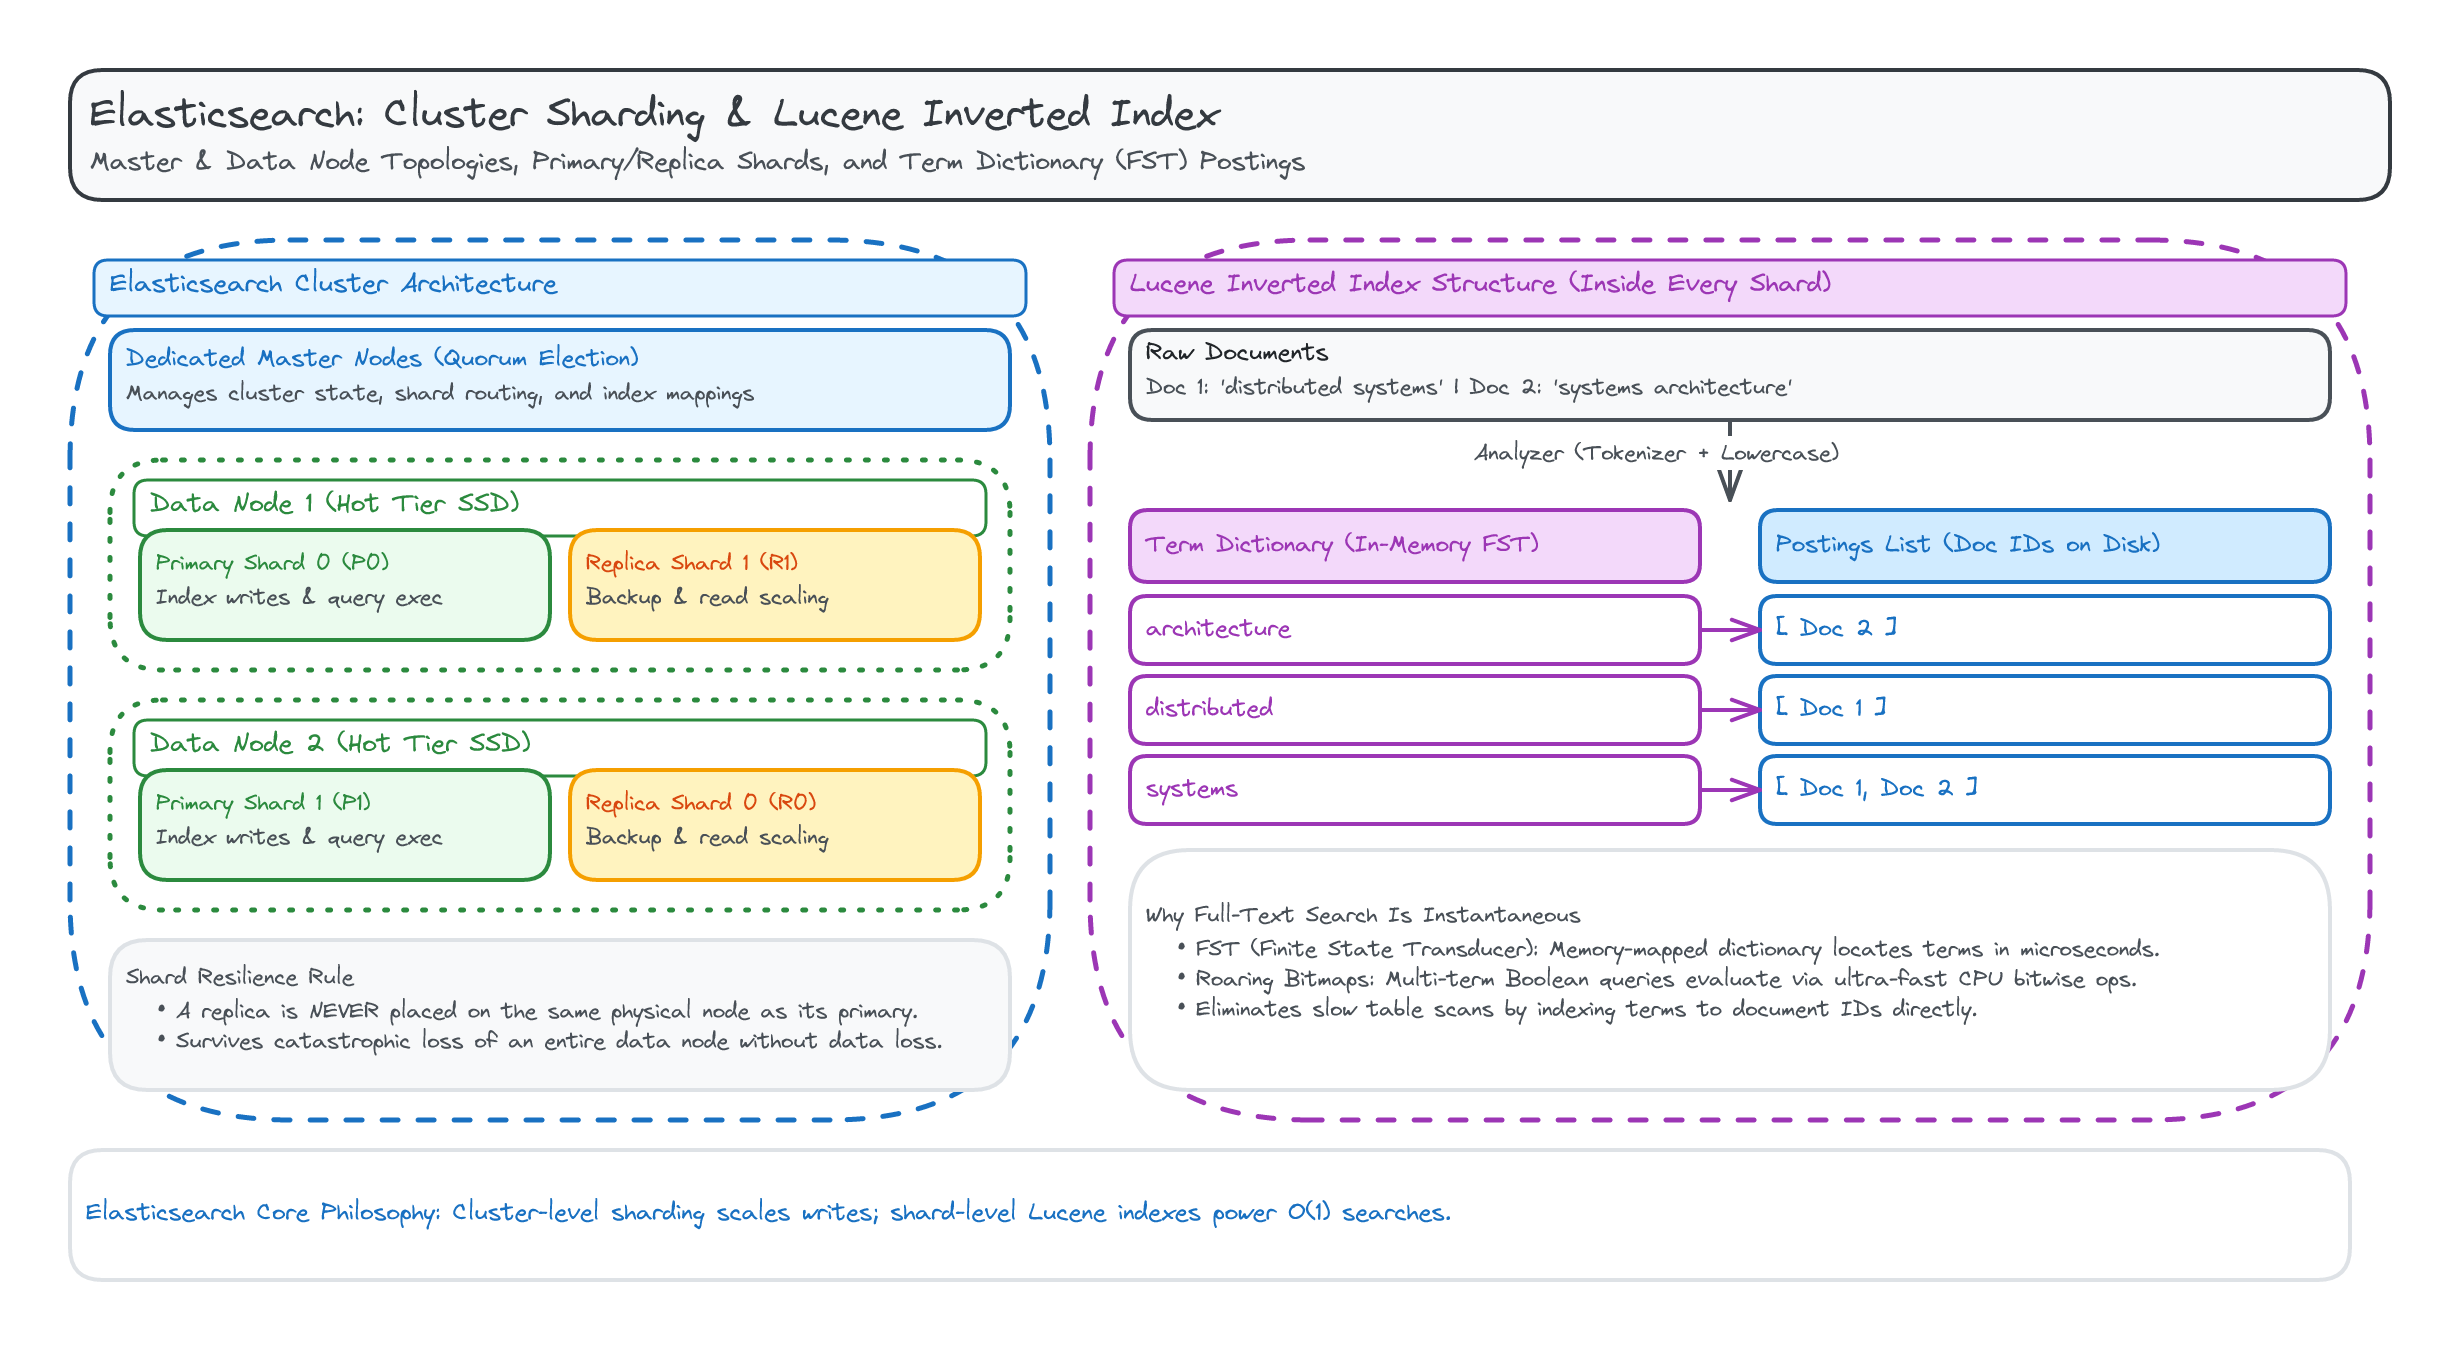 Elasticsearch: Cluster Sharding & Lucene Inverted Index
Master & Data Node Topologies, Primary/Replica Shards, and Term Dictionary (FST) Postings
Elasticsearch Cluster Architecture
Dedicated Master Nodes (Quorum Election)
Manages cluster state, shard routing, and index mappings
Data Node 1 (Hot Tier SSD)
Primary Shard 0 (P0)
Index writes & query exec
Replica Shard 1 (R1)
Backup & read scaling
Data Node 2 (Hot Tier SSD)
Primary Shard 1 (P1)
Index writes & query exec
Replica Shard 0 (R0)
Backup & read scaling
Shard Resilience Rule
• A replica is NEVER placed on the same physical node as its primary.
• Survives catastrophic loss of an entire data node without data loss.
Lucene Inverted Index Structure (Inside Every Shard)
Raw Documents
Doc 1: 'distributed systems' | Doc 2: 'systems architecture'
Analyzer (Tokenizer + Lowercase)
Term Dictionary (In-Memory FST)
Postings List (Doc IDs on Disk)
architecture
[ Doc 2 ]
distributed
[ Doc 1 ]
systems
[ Doc 1, Doc 2 ]
Why Full-Text Search Is Instantaneous
• FST (Finite State Transducer): Memory-mapped dictionary locates terms in microseconds.
• Roaring Bitmaps: Multi-term Boolean queries evaluate via ultra-fast CPU bitwise ops.
• Eliminates slow table scans by indexing terms to document IDs directly.
Elasticsearch Core Philosophy: Cluster-level sharding scales writes; shard-level Lucene indexes power O(1) searches.